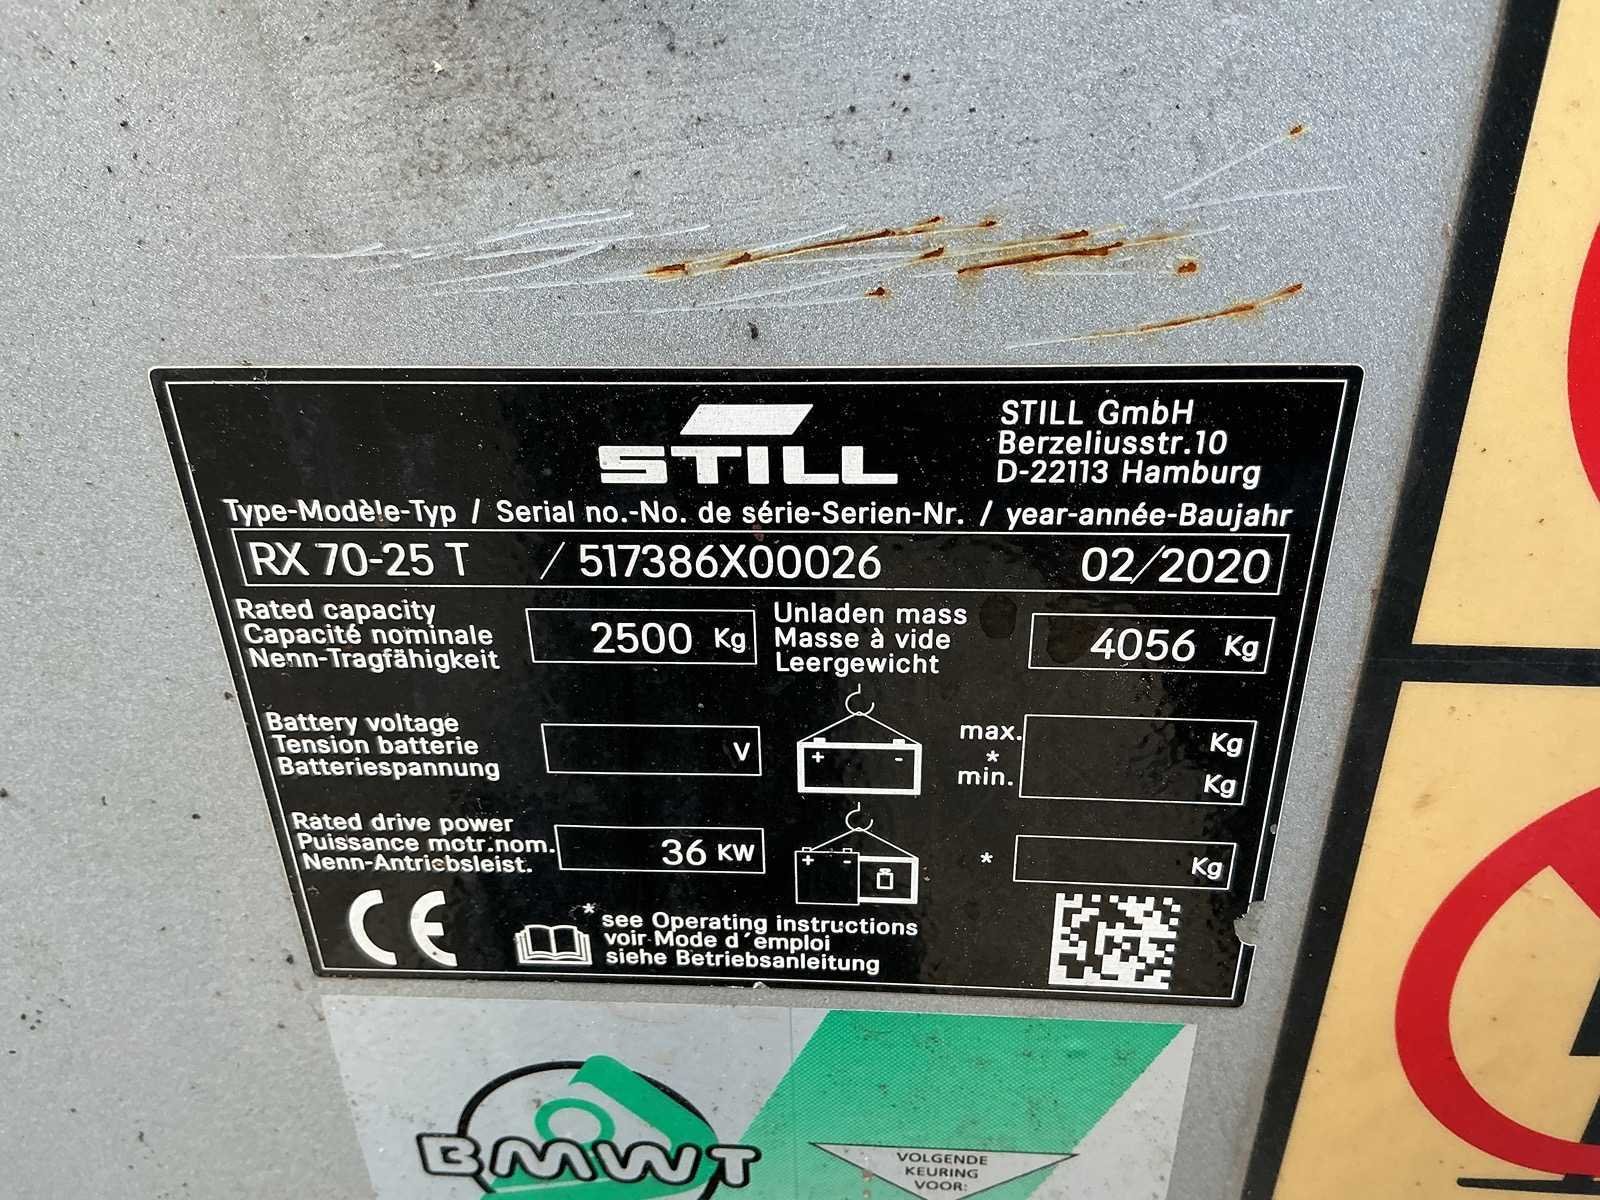 STILL
STILL GmbH
Berzeliusstr.10
D-22113 Hamburg
Type-Modèle-Typ / Serial no.-No. de série-Serien-Nr. / year-année-Baujahr
RX 70-25 T / 517386X00026 02/2020
Rated capacity
Capacité nominale
Nenn-Tragfähigkeit
2500 Kg
Unladen mass
Masse à vide
Leergewicht
4056 Kg
Battery voltage
Tension batterie
Batteriespannung
V
+ -
max.
*
min.
Kg
Kg
Rated drive power
Puissance motr.nom.
Nenn-Antriebsleist.
36 KW
+ -
*
Kg
CE
* see Operating instructions
voir Mode d´emploi
siehe Betriebsanleitung
BMWT
VOLGENDE
KEURING
VOOR: